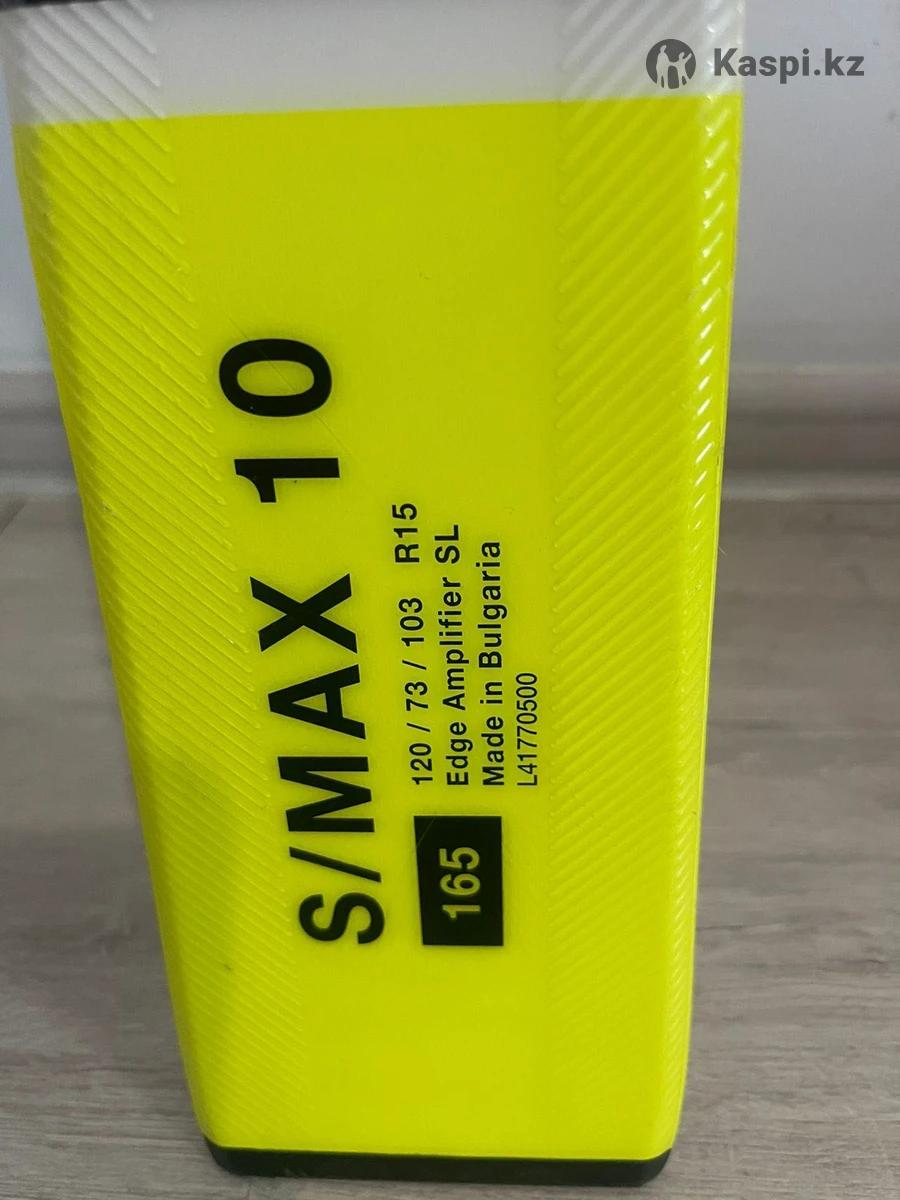 Kaspi.kz
S/MAX 10
165
120 / 73 / 103 R15
Edge Amplifier SL
Made in Bulgaria
L41770500